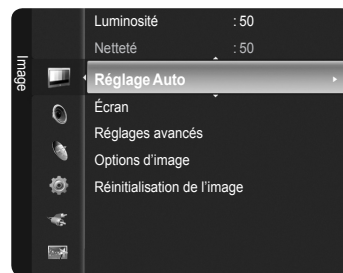 Image
Luminosité : 50
Netteté : 50
Réglage Auto
Écran
Réglages avancés
Options d'image
Réinitialisation de l'image